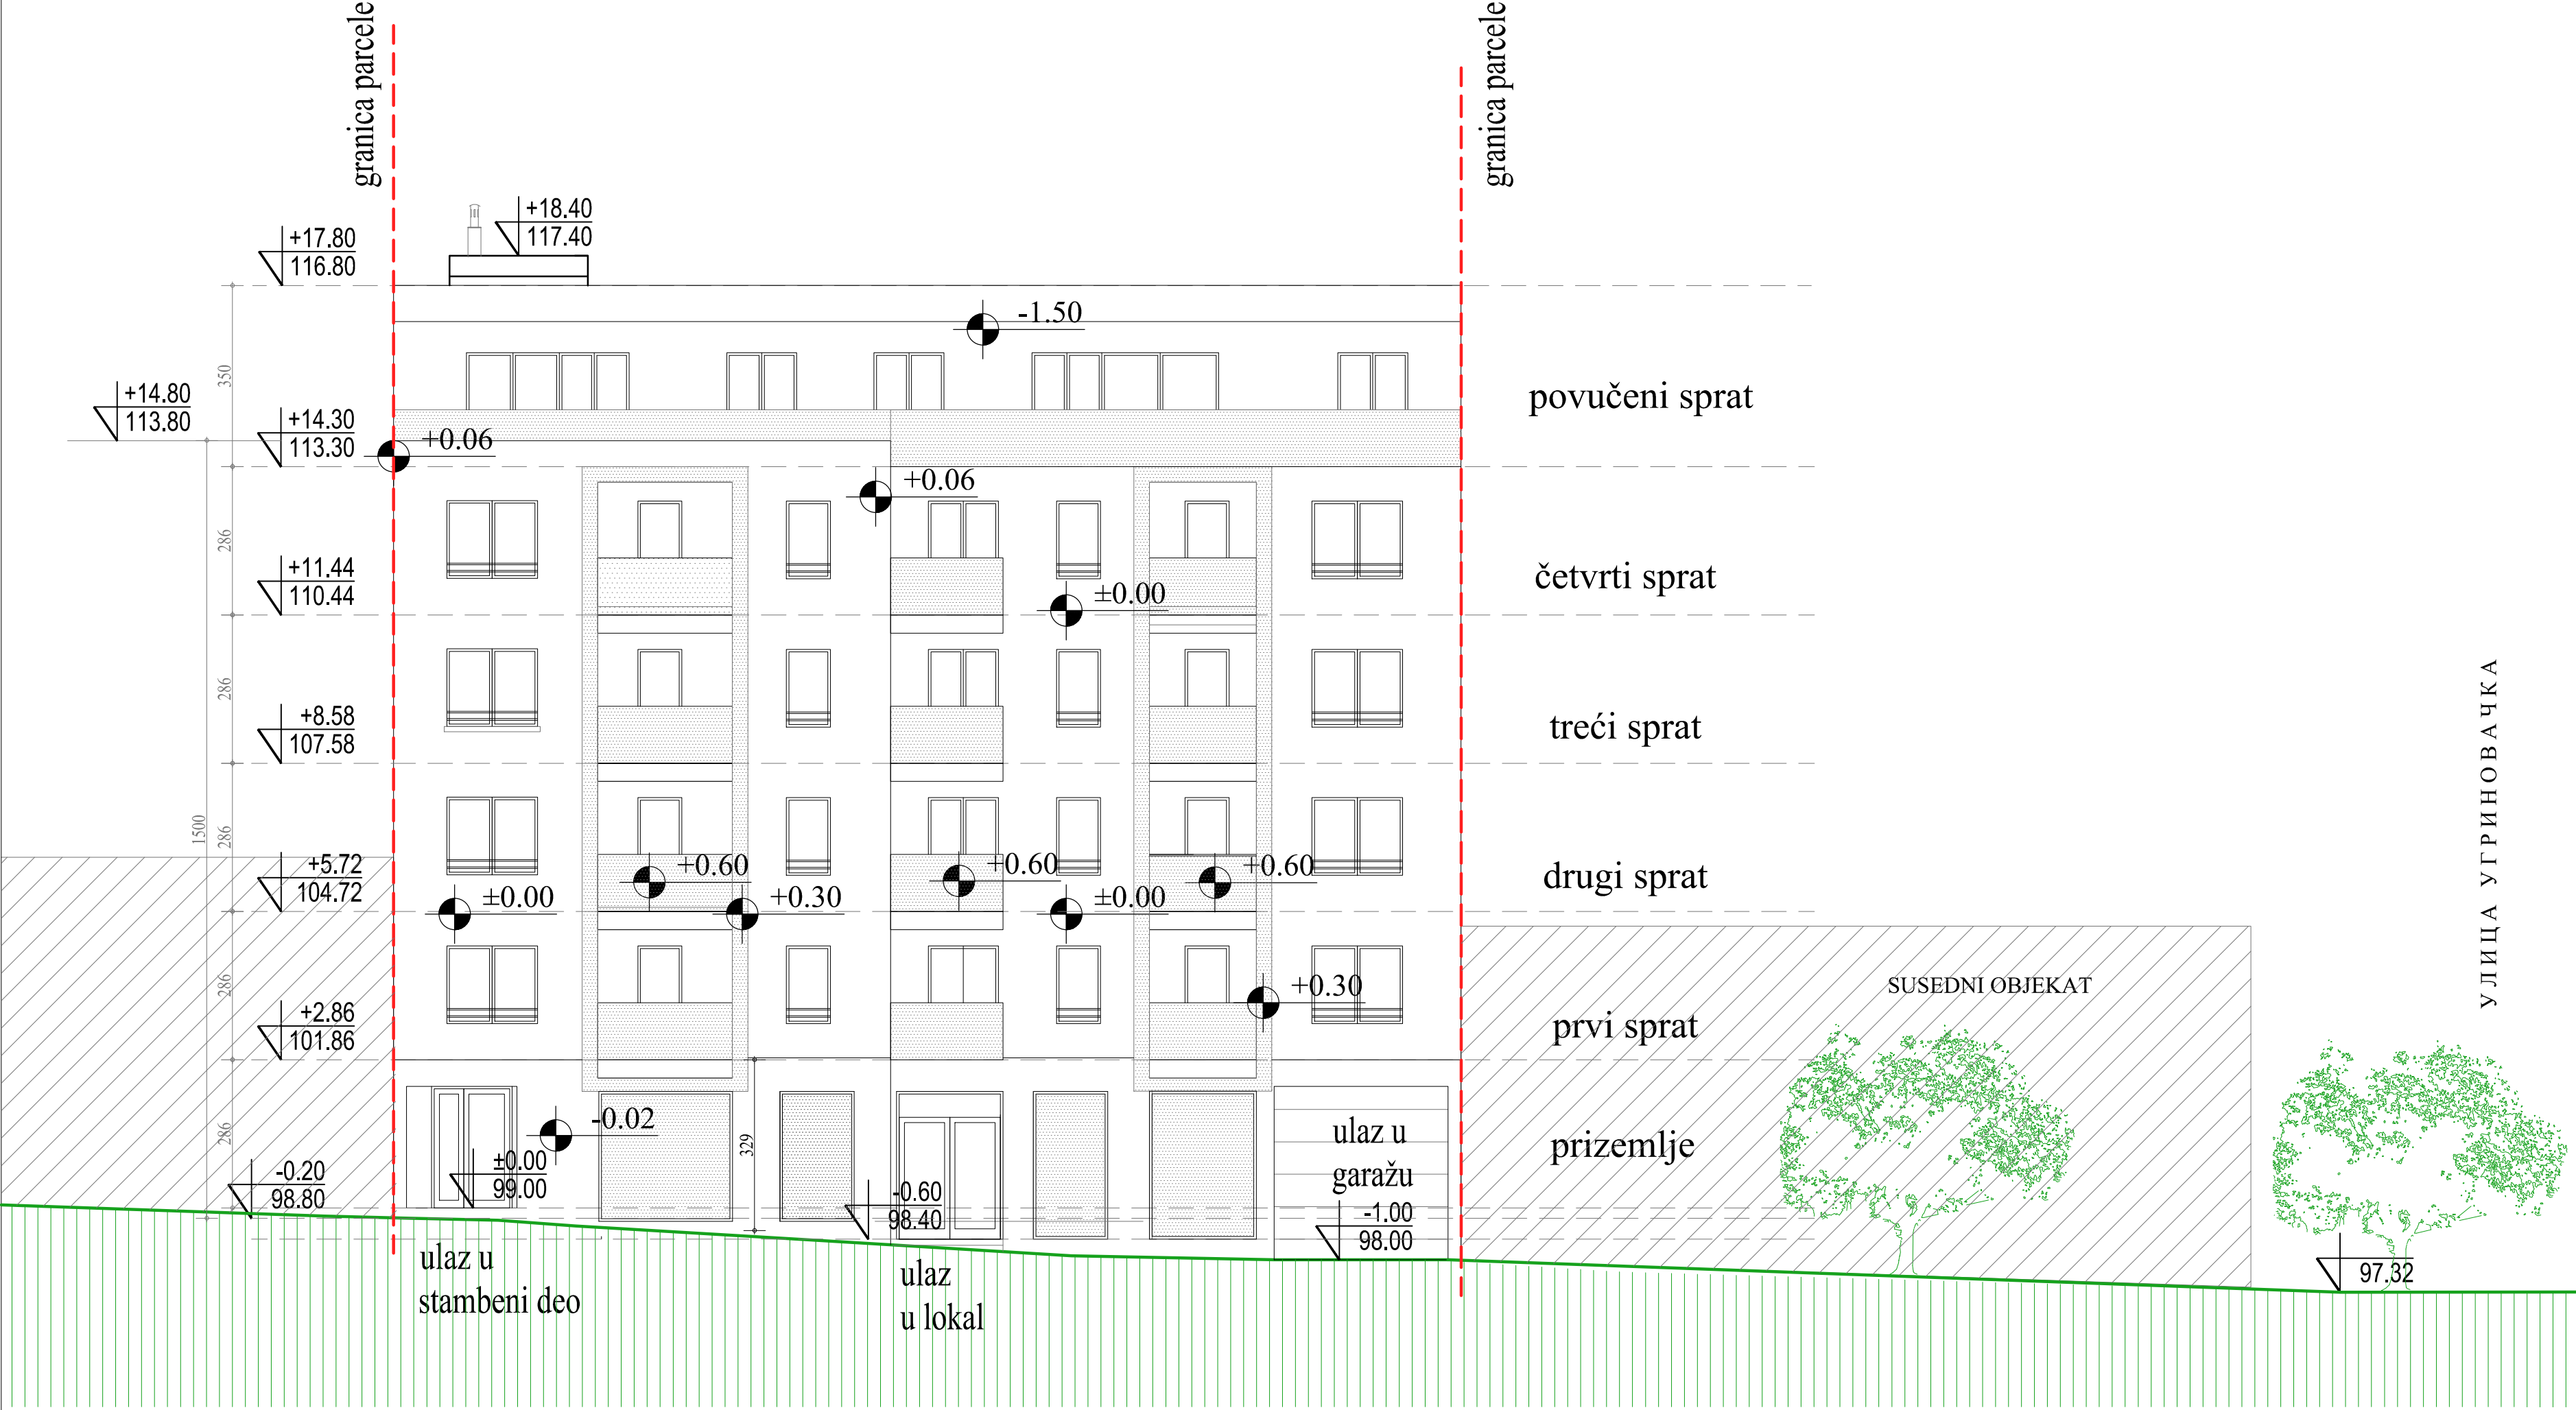 granica parcele
granica parcele
+18.40
117.40
+17.80
116.80
-1.50
350
povučeni sprat
+14.80
113.80
+14.30
113.30
+0.06
+0.06
286
četvrti sprat
+11.44
110.44
±0.00
286
treći sprat
+8.58
107.58
УЛИЦА УГРИНОВАЧКА
1500
286
drugi sprat
+5.72
104.72
+0.60
+0.60
+0.60
±0.00
+0.30
±0.00
286
SUSEDNI OBJEKAT
+0.30
+2.86
101.86
prvi sprat
286
-0.02
329
ulaz u
garažu
prizemlje
-0.20
98.80
±0.00
99.00
-0.60
98.40
-1.00
98.00
ulaz u
stambeni deo
ulaz
u lokal
97.32